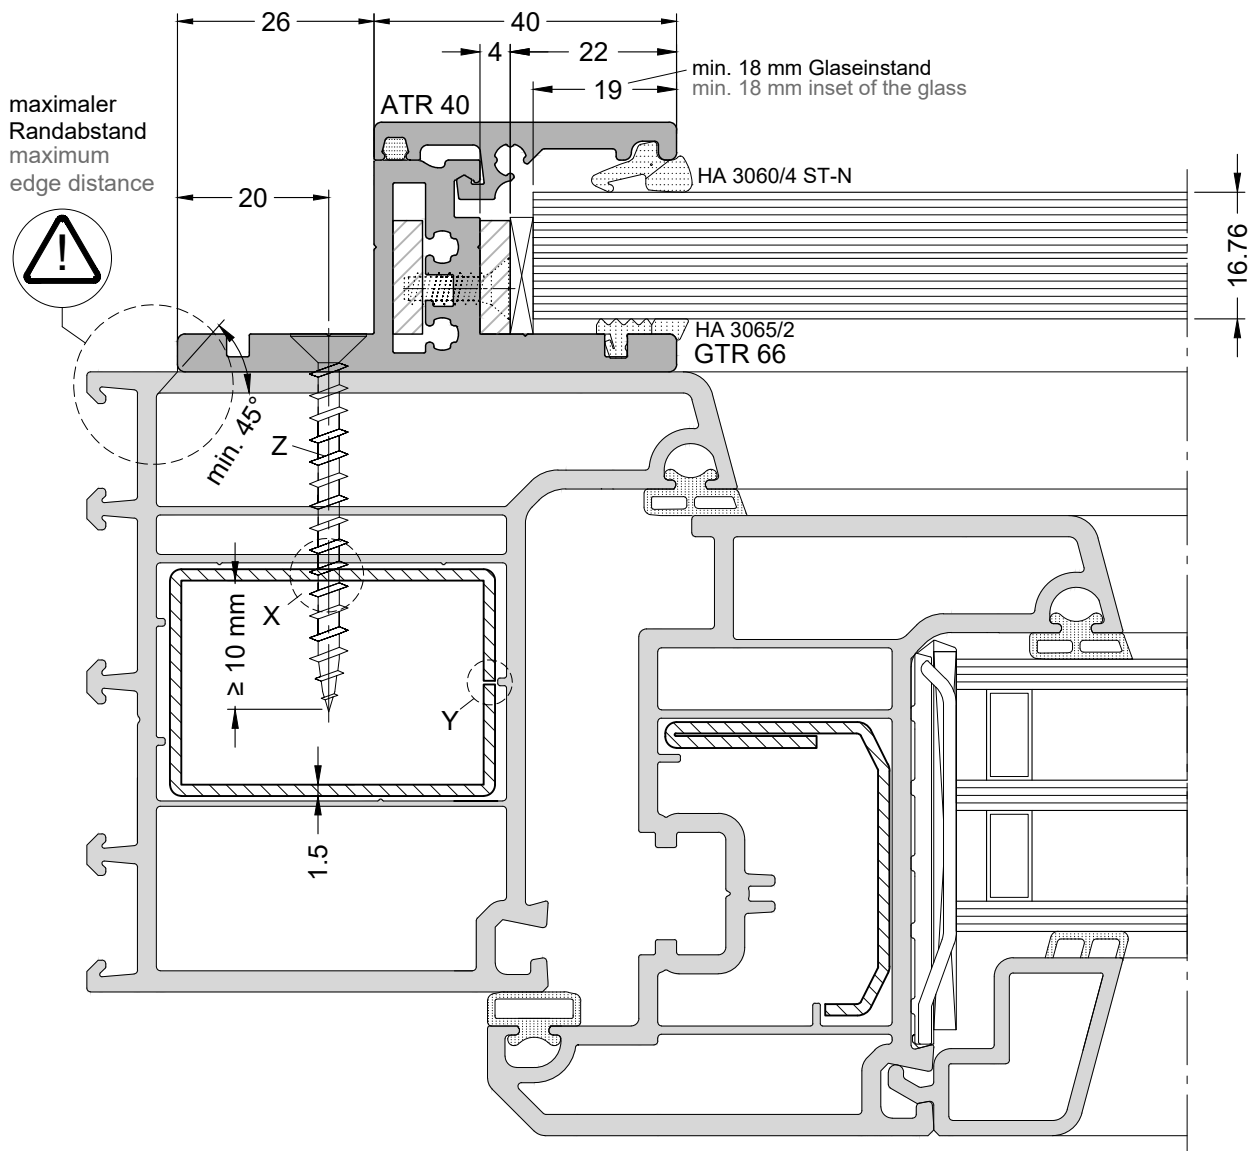 26
40
4
22
min. 18 mm Glaseinstand
19
min. 18 mm inset of the glass
maximaler
Randabstand
maximum
edge distance
ATR 40
20
HA 3060/4 ST-N
!
16.76
HA 3065/2
GTR 66
min. 45°
Z
X
≥ 10 mm
Y
1.5